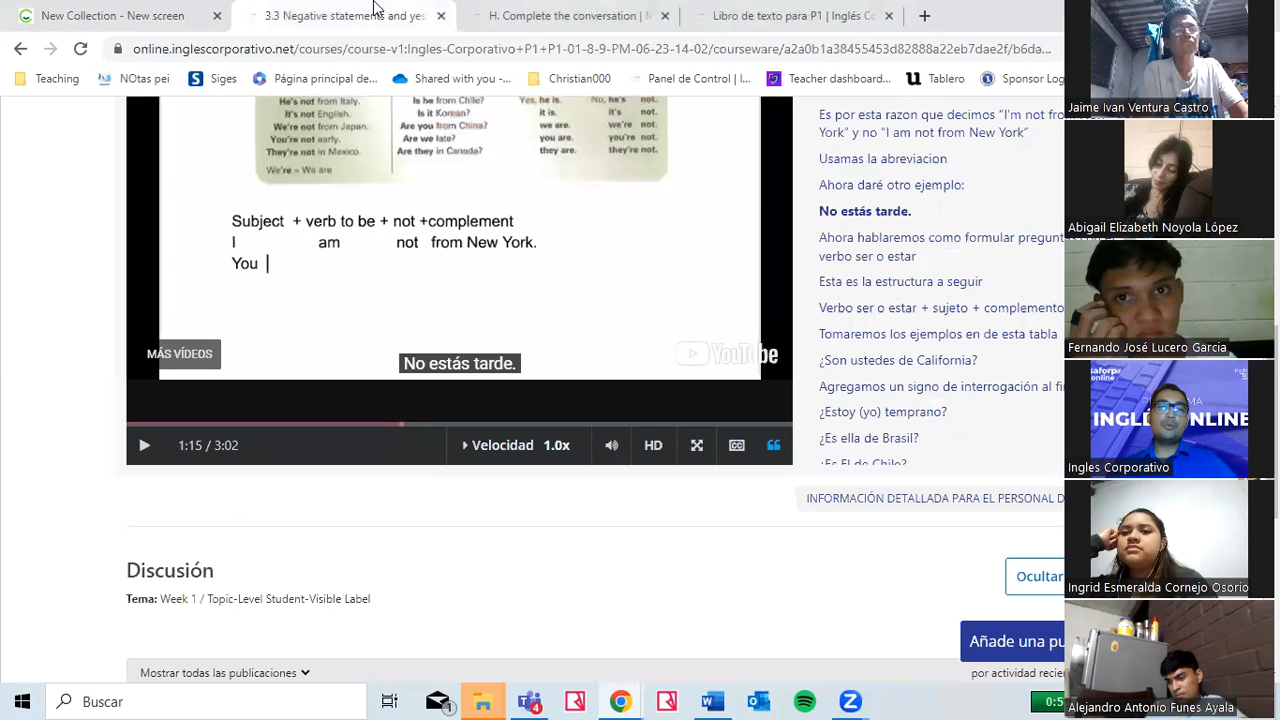 New Collection - New screen
3.3 Negative statements and yes
H. Complete the conversation | M
Libro de texto para P1 | Inglés Co
online.inglescorporativo.net/courses/course-v1:Ingles-Corporativo+P1+P1-01-8-9-PM-06-23-14-02/courseware/a2a0b1a38455453d82888a22eb7dae2f/b6da...
Teaching
NOtas pei
Siges
Página principal de...
Shared with you -...
Christian000
Panel de Control | I...
Teacher dashboard...
Tablero
Sponsor Log
He's not from Italy. Is he from Chile? Yes, he is. No, he's not.
It's not English. Is it Korean? it is. it's not.
We're not from Japan. Are you from China? we are. we're not.
You're not early. Are we late? you are. you're not.
They're not in Mexico. Are they in Canada? they are. they're not.
We're = We are
Subject + verb to be + not +complement
I am not from New York.
You
MÁS VÍDEOS
YouTube
No estás tarde.
1:15 / 3:02
Velocidad 1.0x
HD
Es por esta razon que decimos "I'm not fro
York' y no "I am not from New York"
Usamas la abreviacion
Ahora daré otro ejemplo:
No estás tarde.
Ahora hablaremos como formular preguntas
verbo ser o estar
Esta es la estructura a seguir
Verbo ser o estar + sujeto + complemento
Tomaremos los ejemplos en de esta tabla
¿Son ustedes de California?
Agregamos un signo de interrogación al fi
¿Estoy (yo) temprano?
¿Es ella de Brasil?
¿Es El de Chile?
INFORMACIÓN DETALLADA PARA EL PERSONAL D
Discusión
Tema: Week 1 / Topic-Level Student-Visible Label
Ocultar
Añade una pu
Mostrar todas las publicaciones
por actividad recien
Buscar
1
4
0:5
Jaime Ivan Ventura Castro
Abigail Elizabeth Noyola López
Fernando José Lucero Garcia
INGL ONLINE
Ingles Corporativo
Ingrid Esmeralda Cornejo Osorio
Alejandro Antonio Funes Ayala